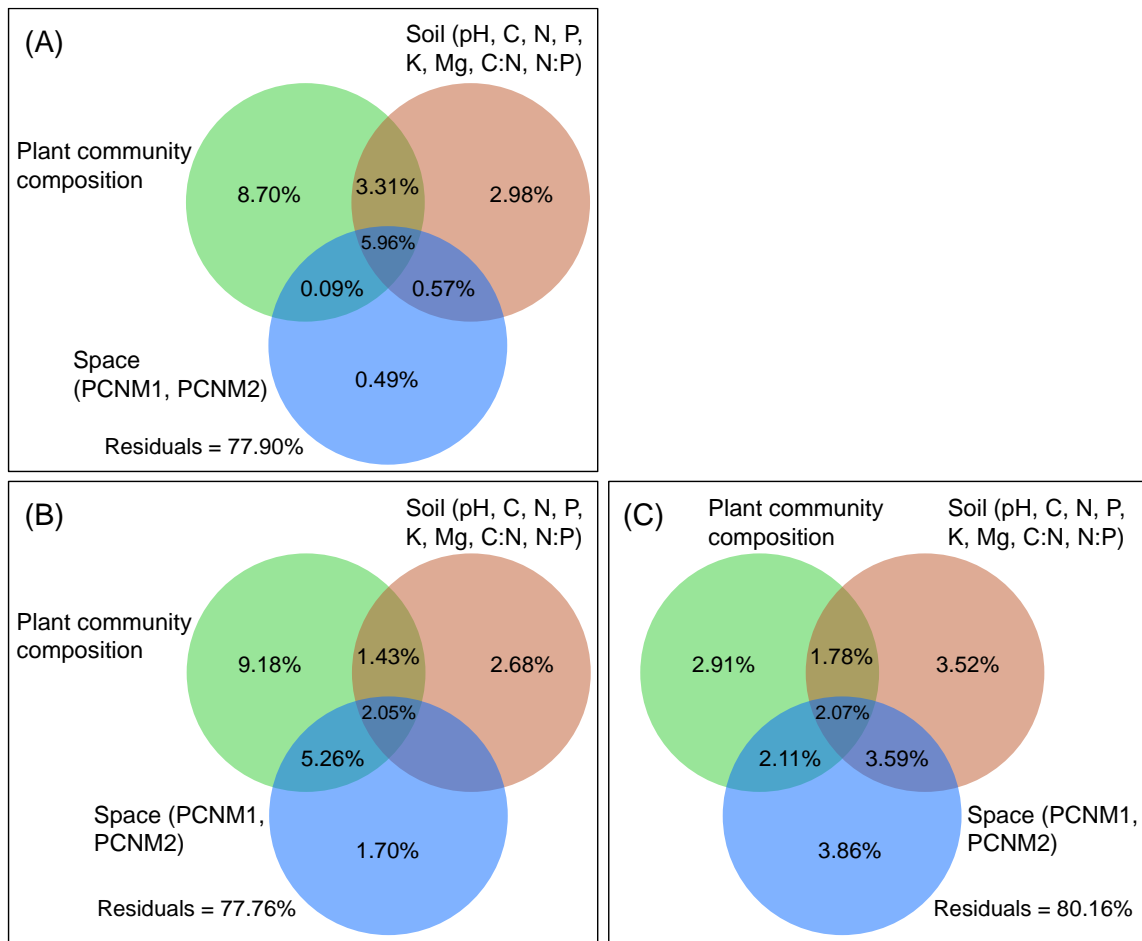 (A)
Soil (pH, C, N, P,
K, Mg, C:N, N:P)
Plant community
composition
8.70%
3.31%
2.98%
5.96%
0.09%
0.57%
Space
(PCNM1, PCNM2)
0.49%
Residuals = 77.90%
(B)
Soil (pH, C, N, P,
K, Mg, C:N, N:P)
Plant community
composition
9.18%
1.43%
2.68%
2.05%
5.26%
Space (PCNM1,
PCNM2)
1.70%
Residuals = 77.76%
(C)
Plant community
composition
Soil (pH, C, N, P,
K, Mg, C:N, N:P)
2.91%
1.78%
3.52%
2.07%
2.11%
3.59%
Space (PCNM1,
PCNM2)
3.86%
Residuals = 80.16%